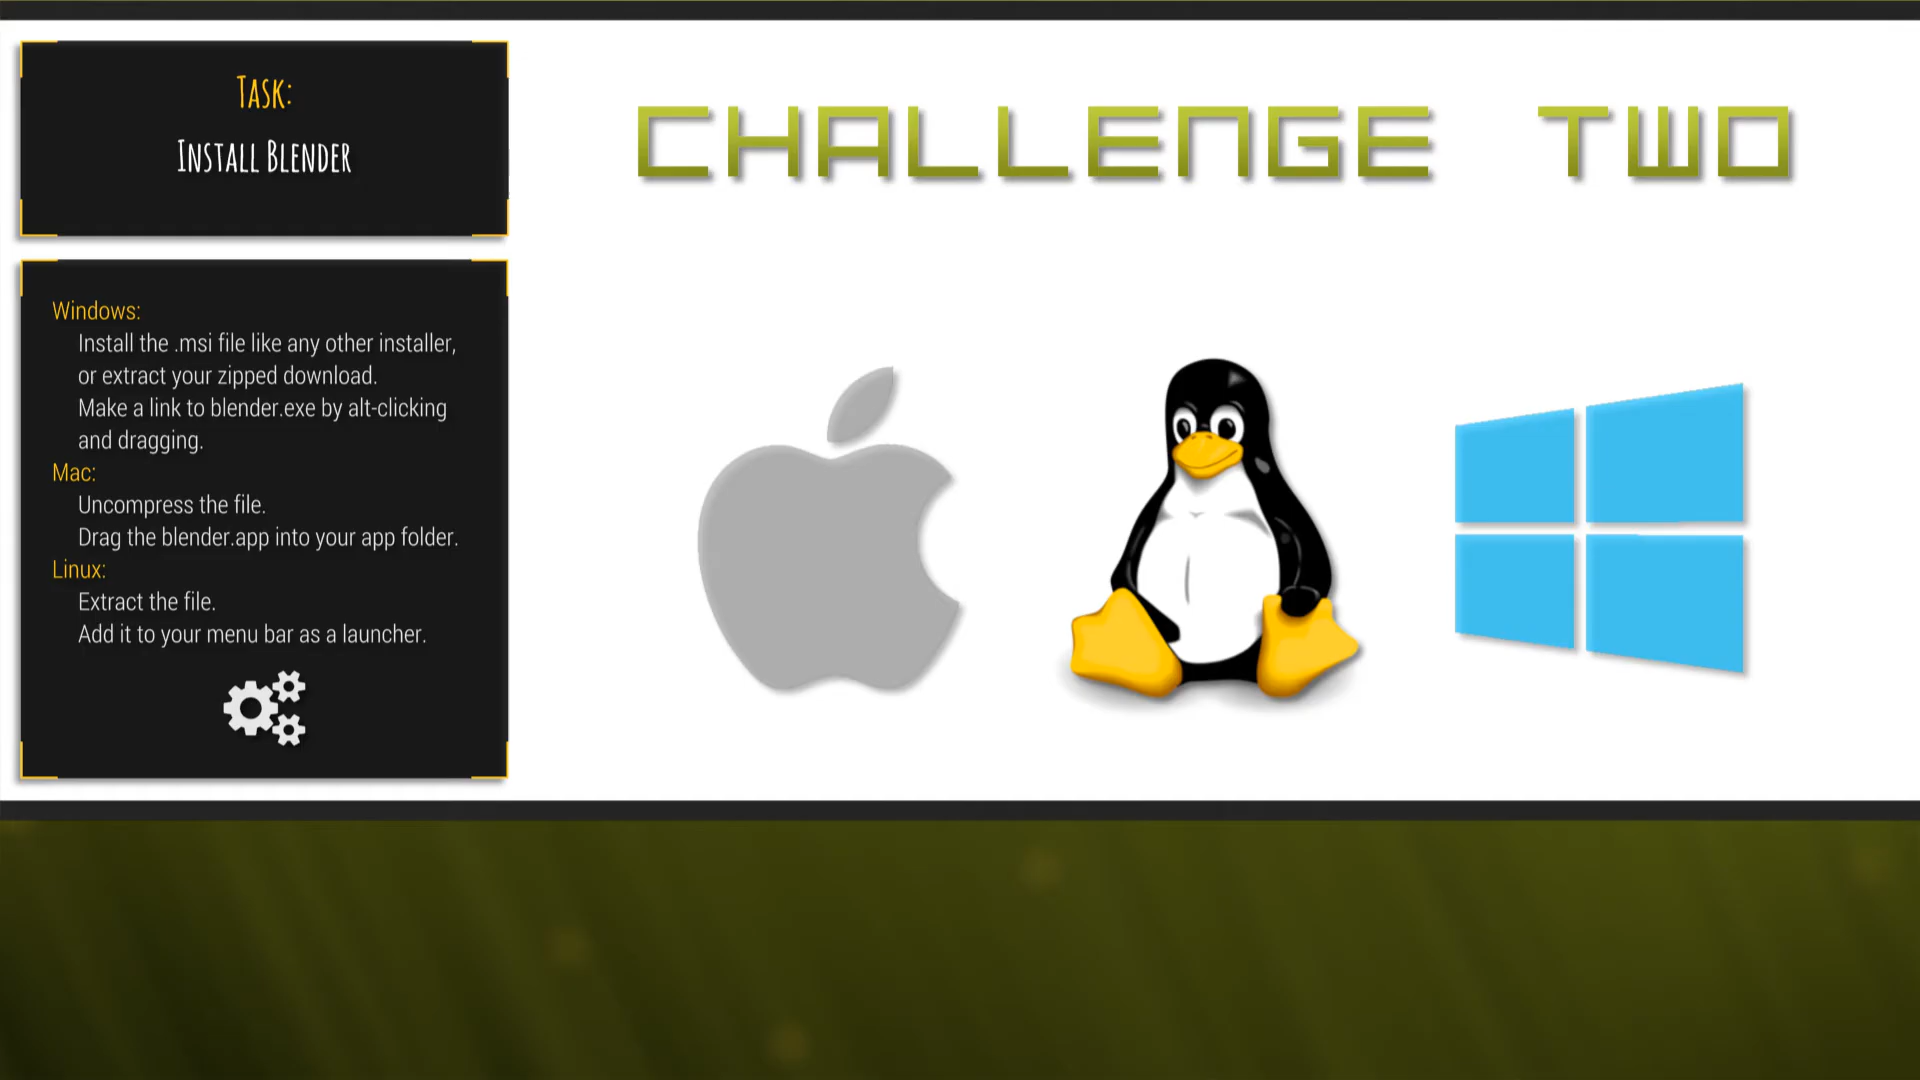 Task:
Install Blender
CHALLENGE TWO
Windows:
Install the .msi file like any other installer,
or extract your zipped download.
Make a link to blender.exe by alt-clicking
and dragging.
Mac:
Uncompress the file.
Drag the blender.app into your app folder.
Linux:
Extract the file.
Add it to your menu bar as a launcher.